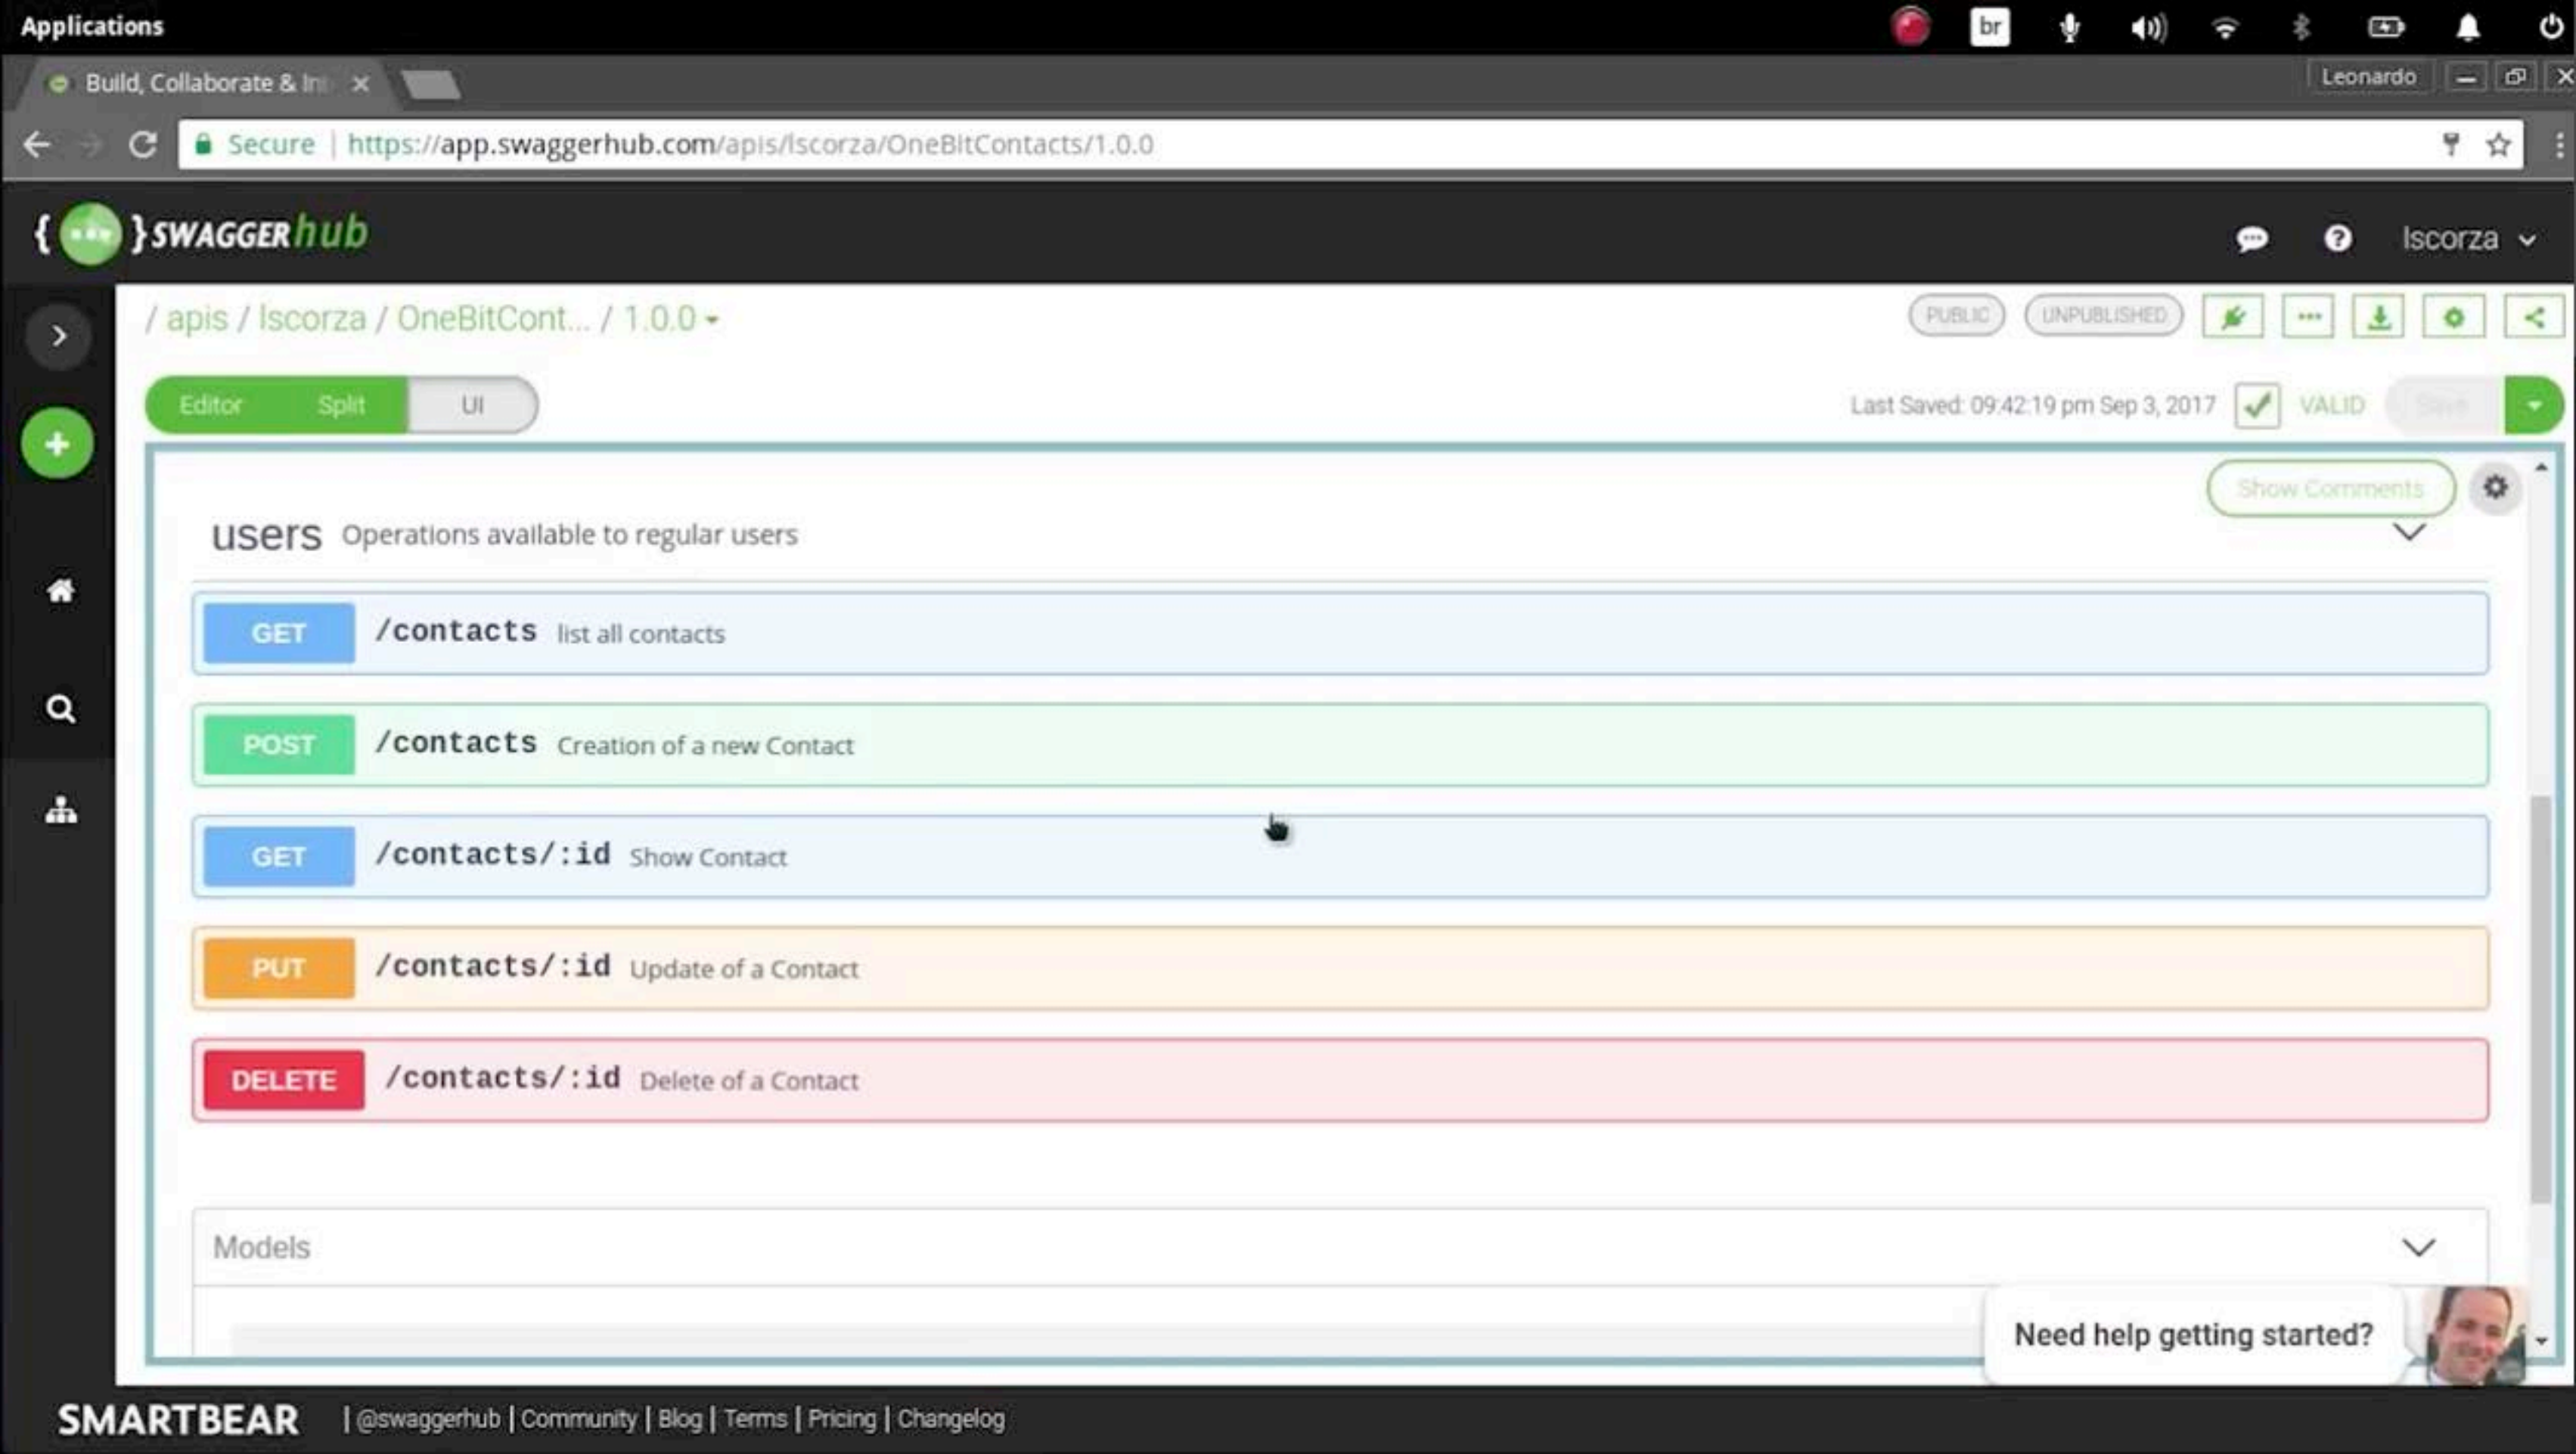 Applications
br
Build, Collaborate &
Leonardo
Secure
https://app.swaggerhub.com/apis/lscorza/OneBitContacts/1.0.0
{ } SWAGGERhub
lscorza
/ apis / lscorza / OneBitCont... / 1.0.0
PUBLIC
UNPUBLISHED
Editor
Split
UI
Last Saved: 09:42:19 pm Sep 3, 2017
VALID
Save
Show Comments
users Operations available to regular users
GET /contacts list all contacts
POST /contacts Creation of a new Contact
GET /contacts/:id Show Contact
PUT /contacts/:id Update of a Contact
DELETE /contacts/:id Delete of a Contact
Models
Need help getting started?
SMARTBEAR | @swaggerhub | Community | Blog | Terms | Pricing | Changelog